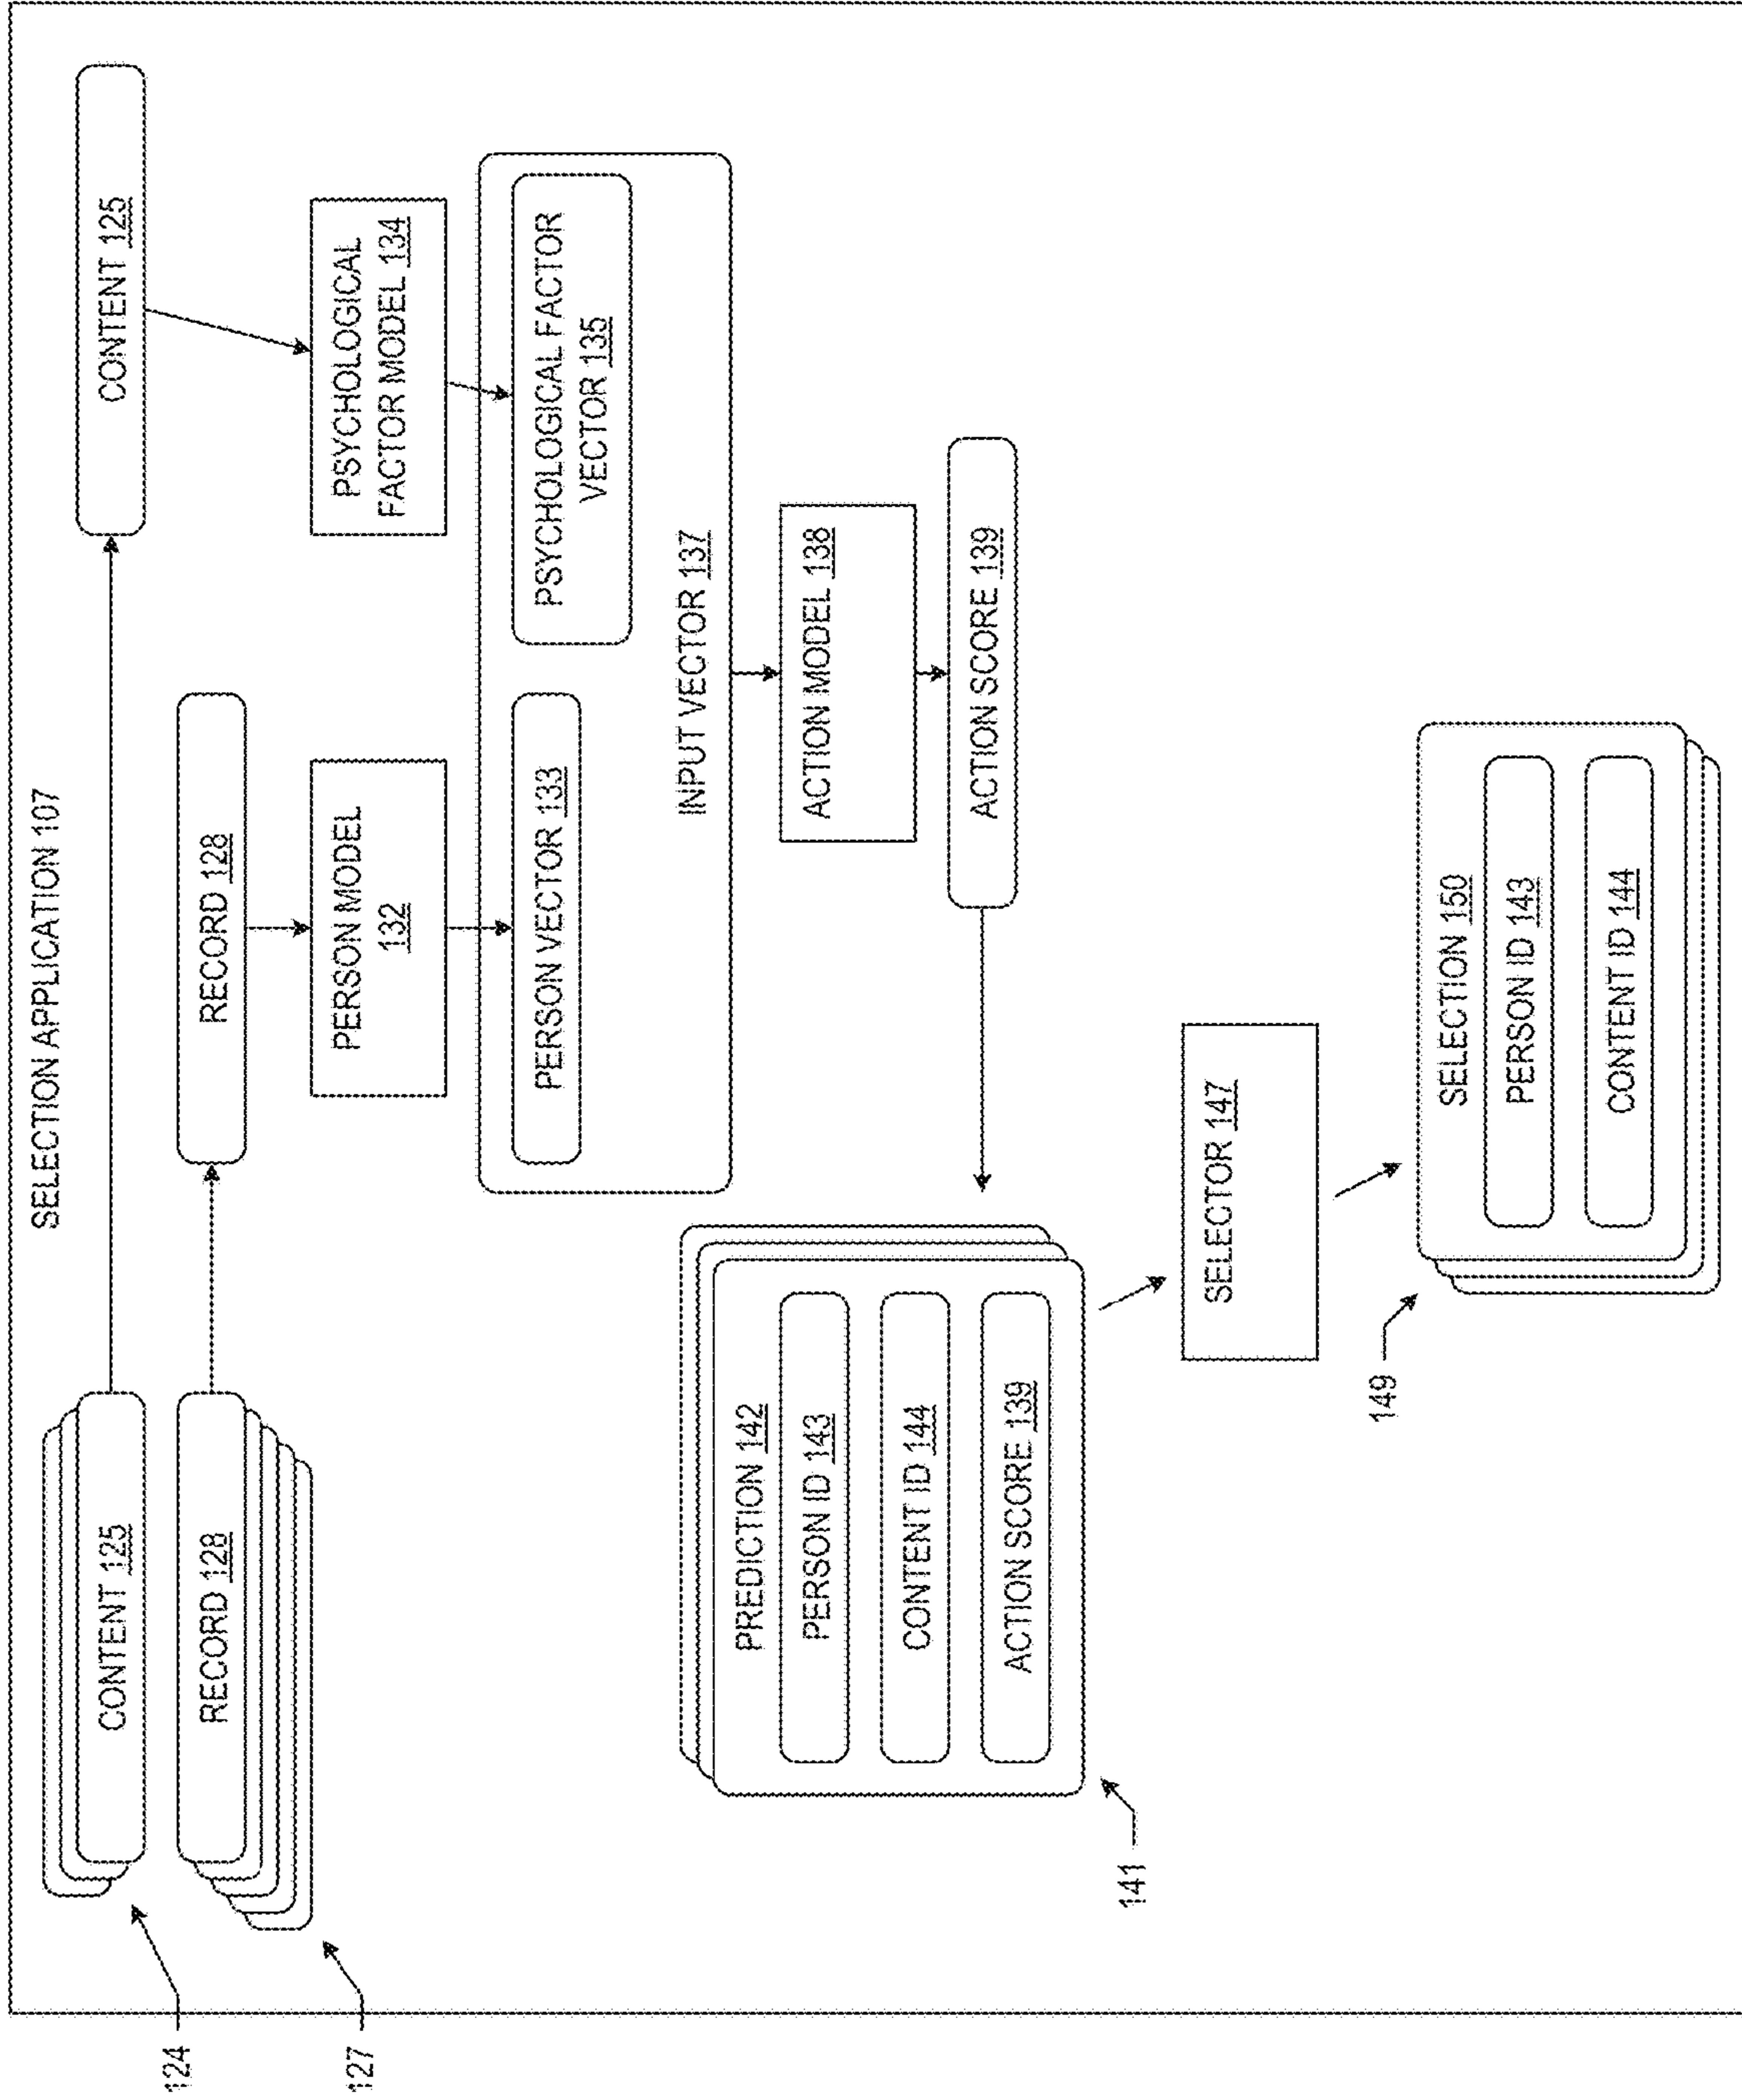 SELECTION APPLICATION 107
124
CONTENT 125
CONTENT 125
127
RECORD 128
RECORD 128
PERSON MODEL
132
PSYCHOLOGICAL
FACTOR MODEL 134
PERSON VECTOR 133
PSYCHOLOGICAL FACTOR
VECTOR 135
INPUT VECTOR 137
ACTION MODEL 138
ACTION SCORE 139
141
PREDICTION 142
PERSON ID 143
CONTENT ID 144
ACTION SCORE 139
SELECTOR 147
149
SELECTION 150
PERSON ID 143
CONTENT ID 144